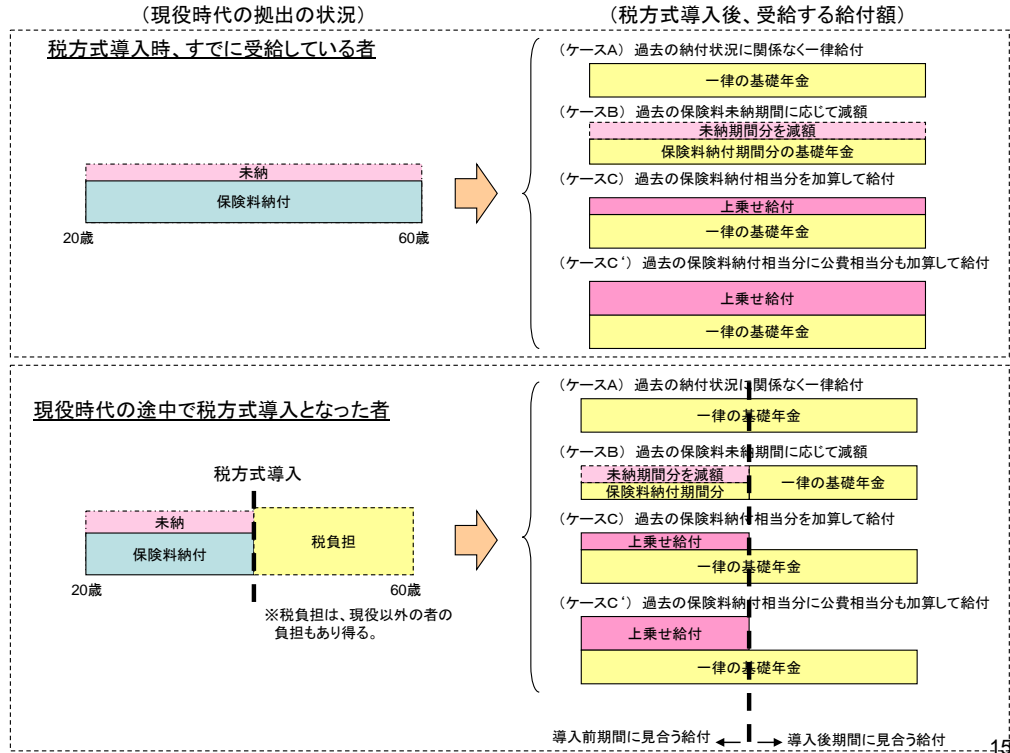 （現役時代の拠出の状況）
（税方式導入後、受給する給付額）
税方式導入時、すでに受給している者
未納
保険料納付
20歳
60歳
（ケースA） 過去の納付状況に関係なく一律給付
一律の基礎年金
（ケースB） 過去の保険料未納期間に応じて減額
未納期間分を減額
保険料納付期間分の基礎年金
（ケースC） 過去の保険料納付相当分を加算して給付
上乗せ給付
一律の基礎年金
（ケースC‘） 過去の保険料納付相当分に公費相当分も加算して給付
上乗せ給付
一律の基礎年金
現役時代の途中で税方式導入となった者
税方式導入
未納
保険料納付
税負担
20歳
60歳
※税負担は、現役以外の者の
負担もあり得る。
（ケースA） 過去の納付状況に関係なく一律給付
一律の基礎年金
（ケースB） 過去の保険料未納期間に応じて減額
未納期間分を減額
保険料納付期間分
一律の基礎年金
（ケースC） 過去の保険料納付相当分を加算して給付
上乗せ給付
一律の基礎年金
（ケースC‘） 過去の保険料納付相当分に公費相当分も加算して給付
上乗せ給付
一律の基礎年金
導入前期間に見合う給付
導入後期間に見合う給付
15